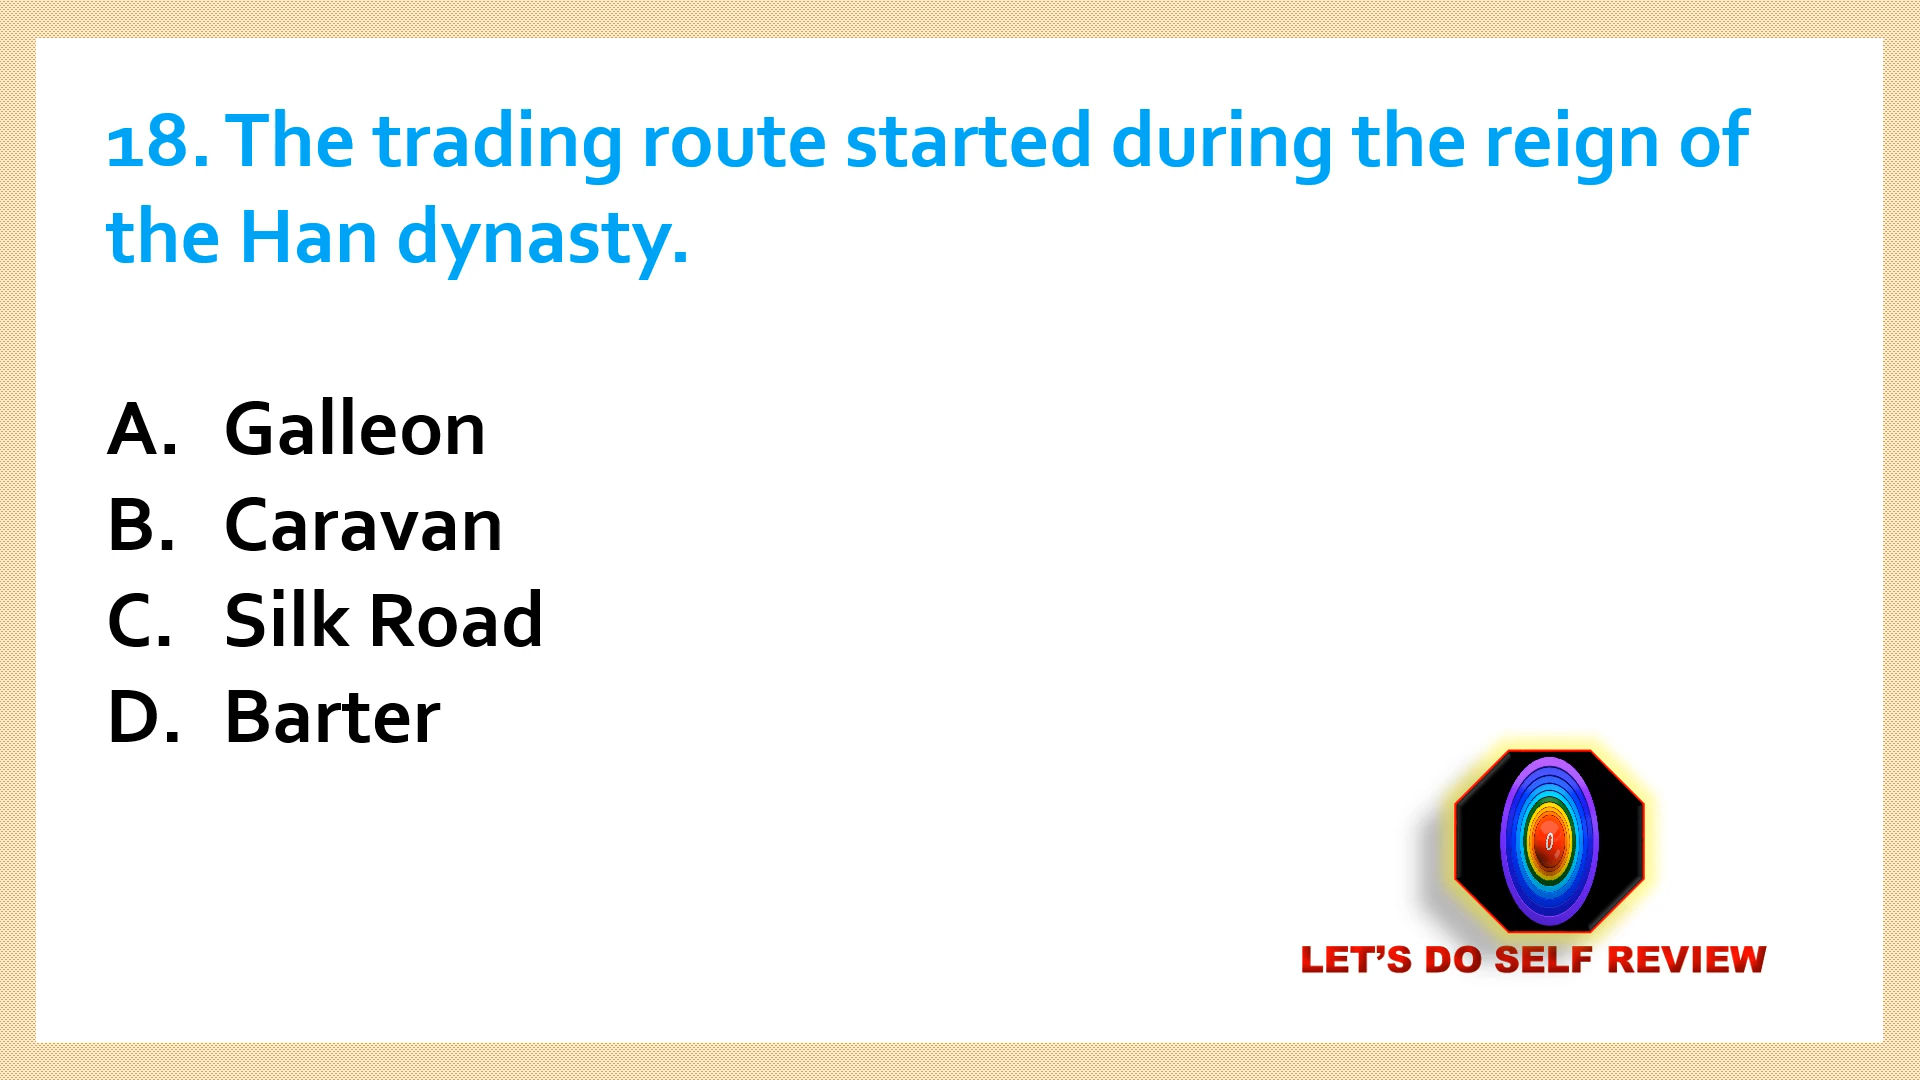 18. The trading route started during the reign of
the Han dynasty.
A. Galleon
B. Caravan
C. Silk Road
D. Barter
0
LET'S DO SELF REVIEW